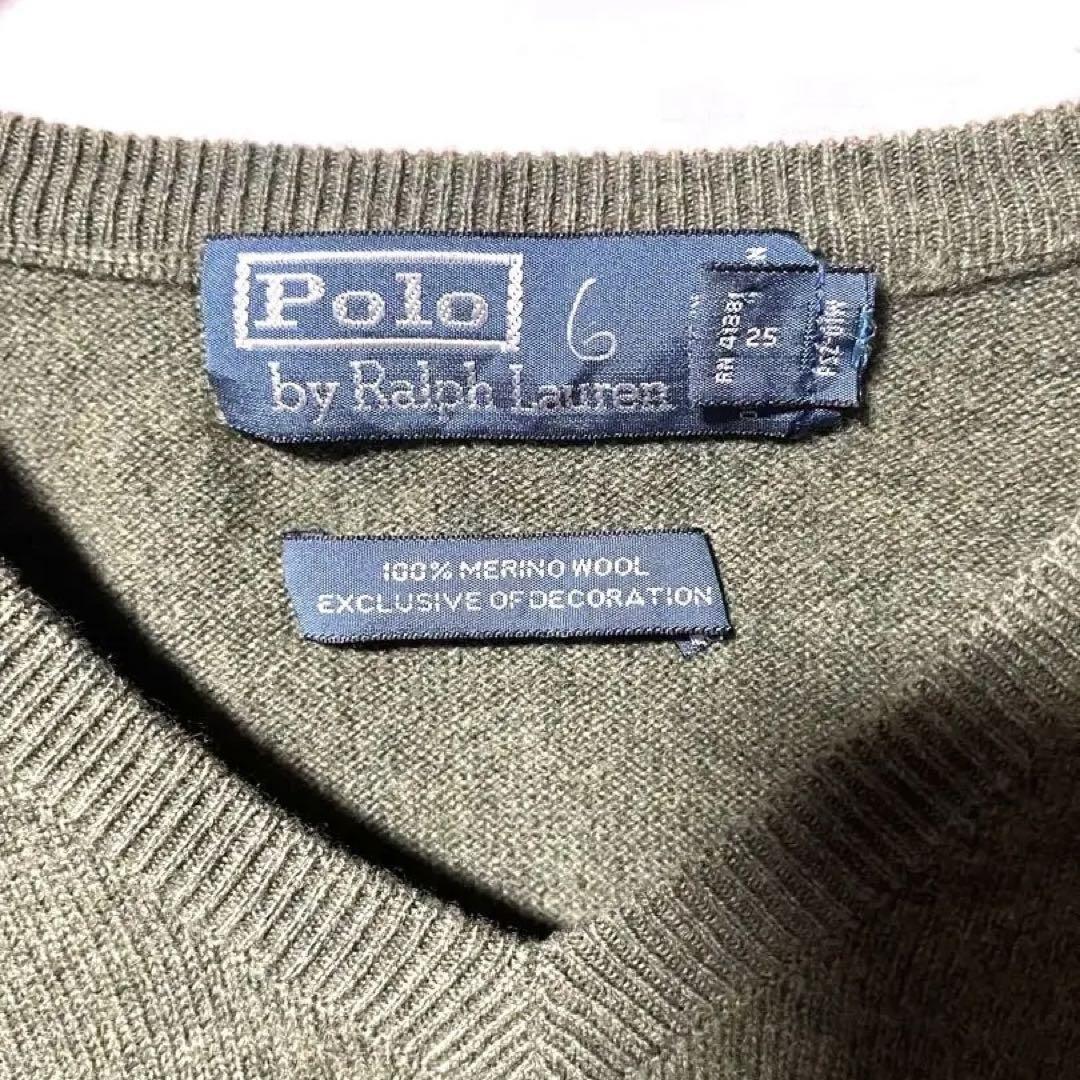 Polo
6
by Ralph Lauren
RN 41381
25
100% MERINO WOOL
EXCLUSIVE OF DECORATION